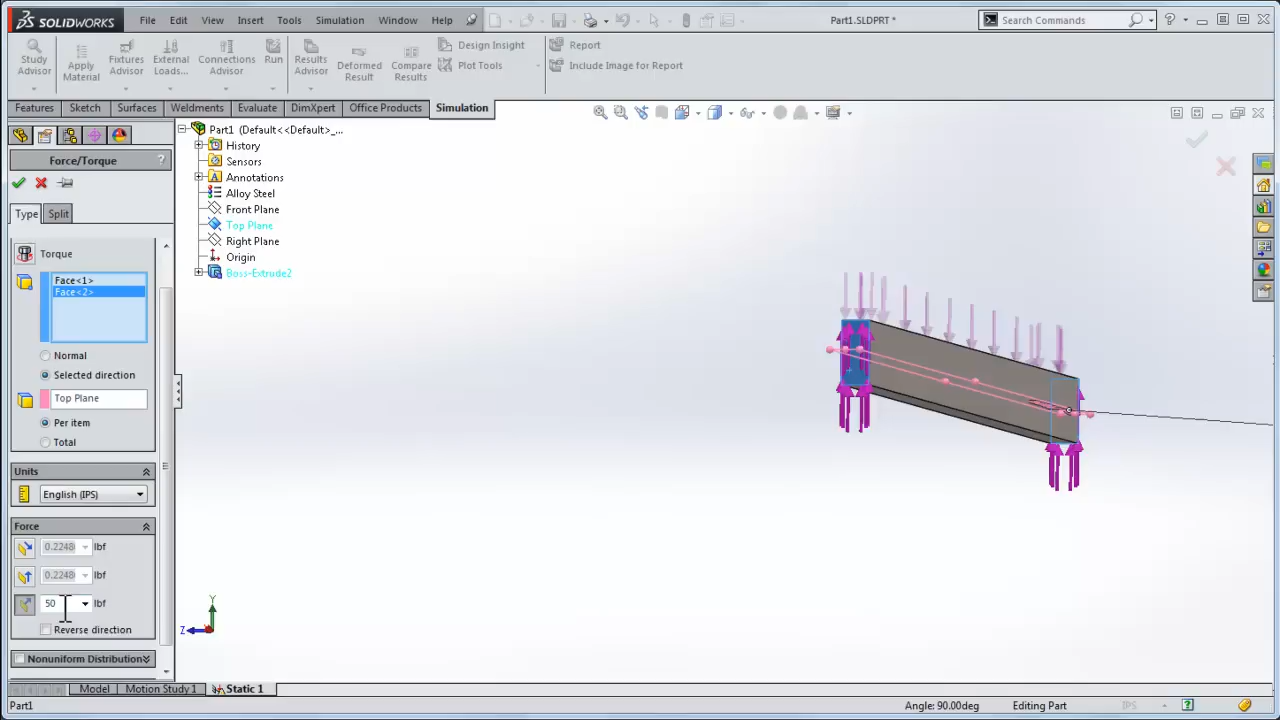 SOLIDWORKS
File Edit View Insert Tools Simulation Window Help
Part1.SLDPRT *
Search Commands
Study Advisor
Apply Material
Fixtures Advisor
External Loads...
Connections Advisor
Run
Results Advisor
Deformed Result
Compare Results
Design Insight
Plot Tools
Report
Include Image for Report
Features Sketch Surfaces Weldments Evaluate DimXpert Office Products Simulation
Force/Torque
?
Type Split
Torque
Face<1>
Face<2>
Normal
Selected direction
Top Plane
Per item
Total
Units
English (IPS)
Force
0.2248 lbf
0.2248 lbf
50 lbf
Reverse direction
Nonuniform Distribution
Part1 (Default<<Default>_...
History
Sensors
Annotations
Alloy Steel
Front Plane
Top Plane
Right Plane
Origin
Boss-Extrude2
Y
Z
Model Motion Study 1 Static 1
Part1
Angle: 90.00deg Editing Part IPS